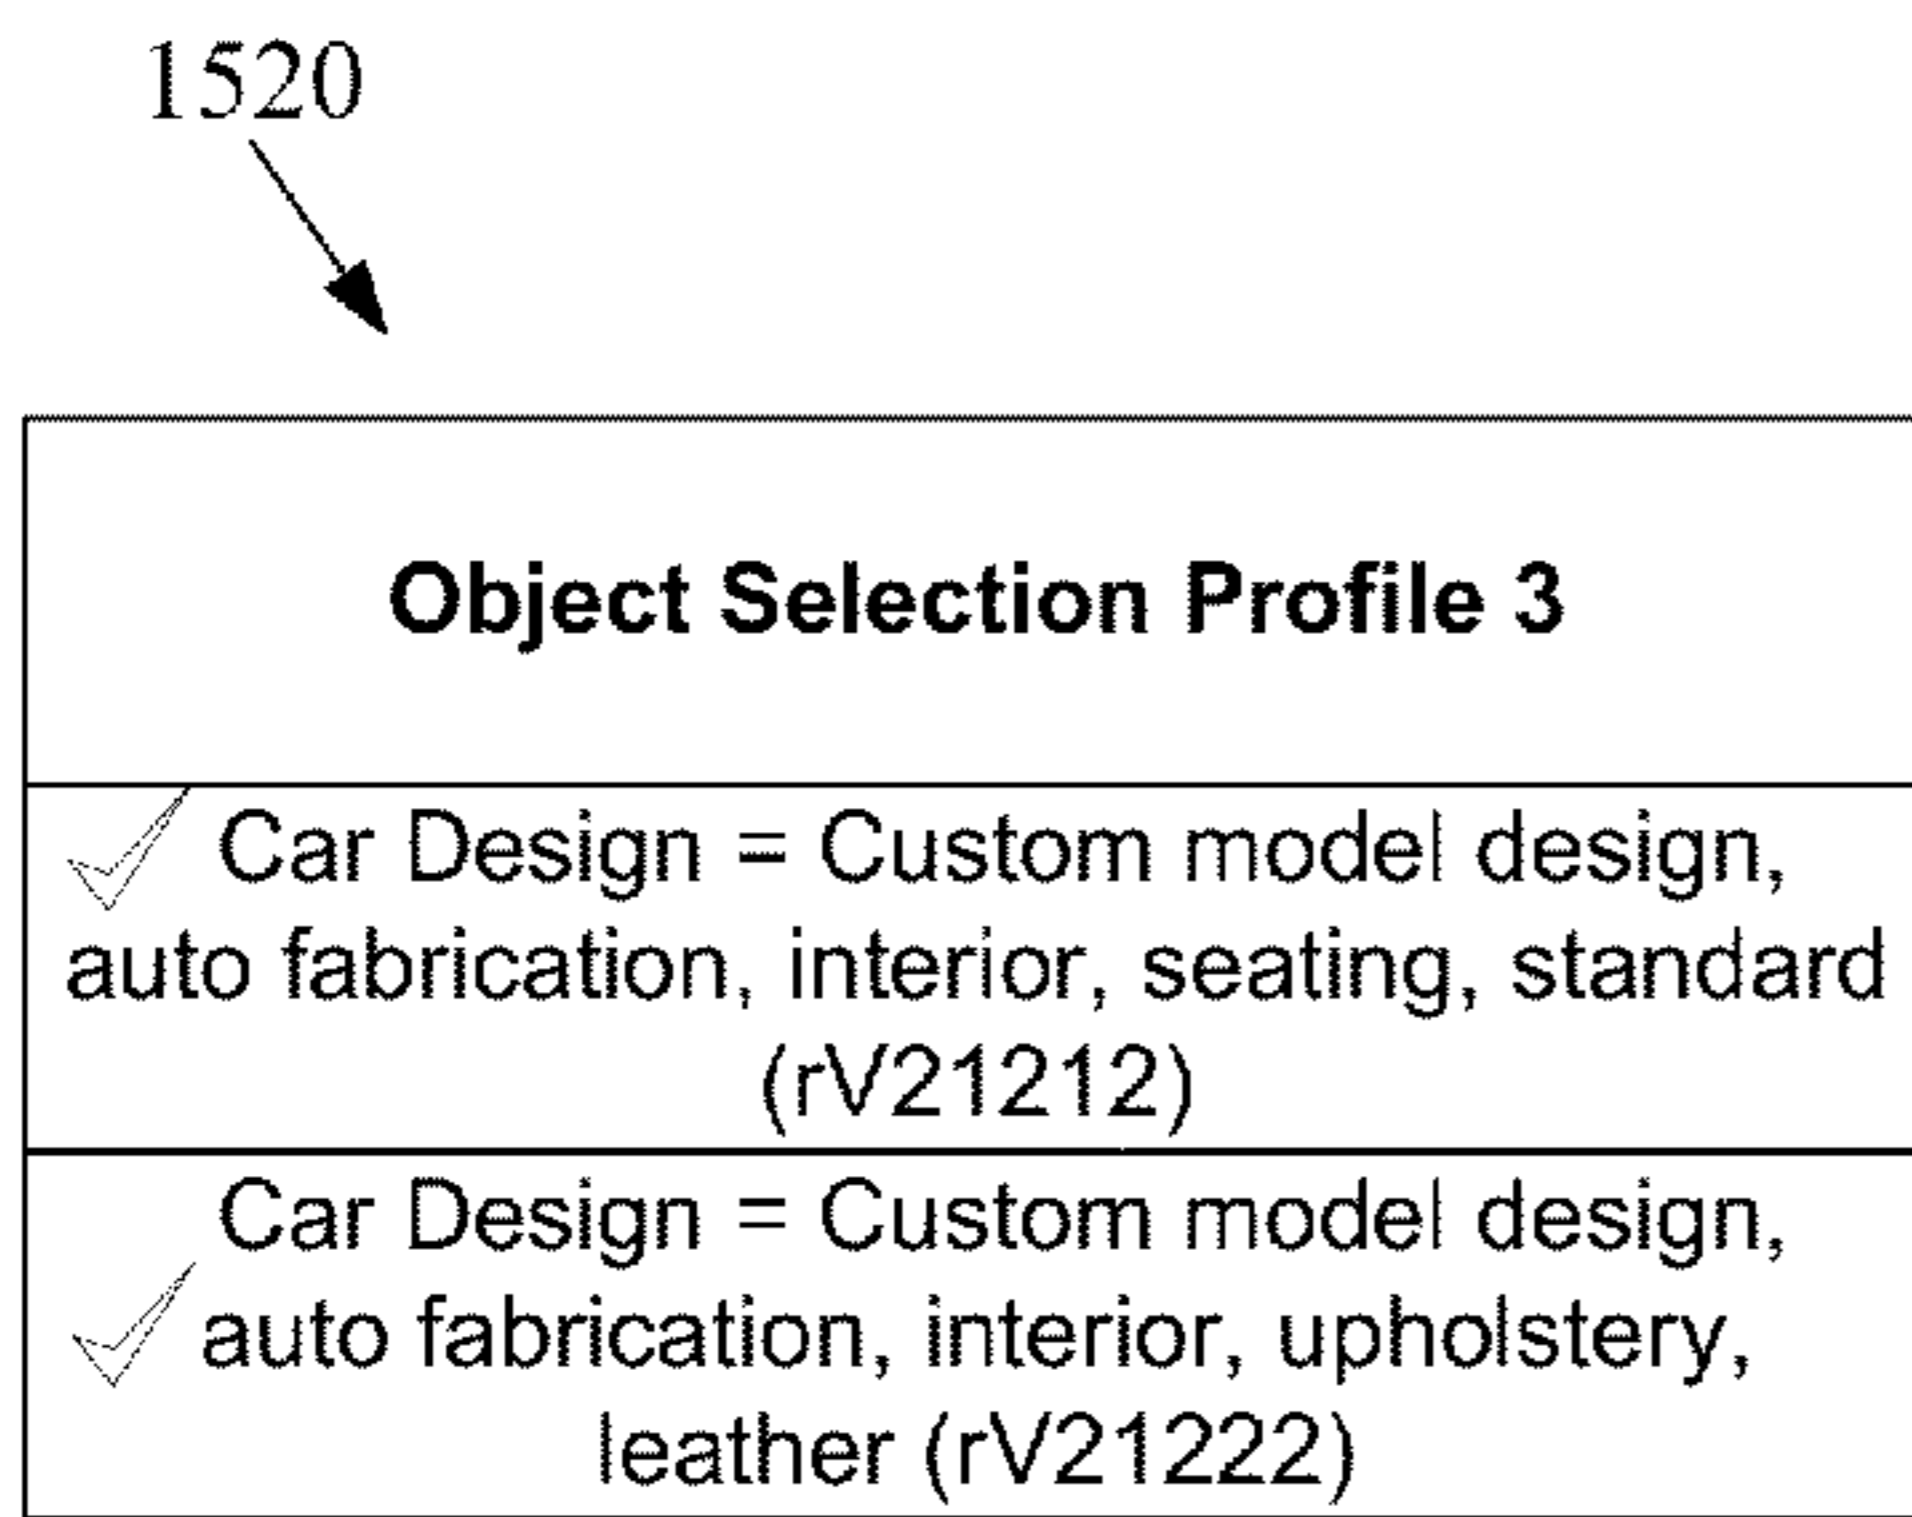 1520
Object Selection Profile 3
Car Design = Custom model design,
auto fabrication, interior, seating, standard
(rV21212)
Car Design = Custom model design,
auto fabrication, interior, upholstery,
leather (rV21222)